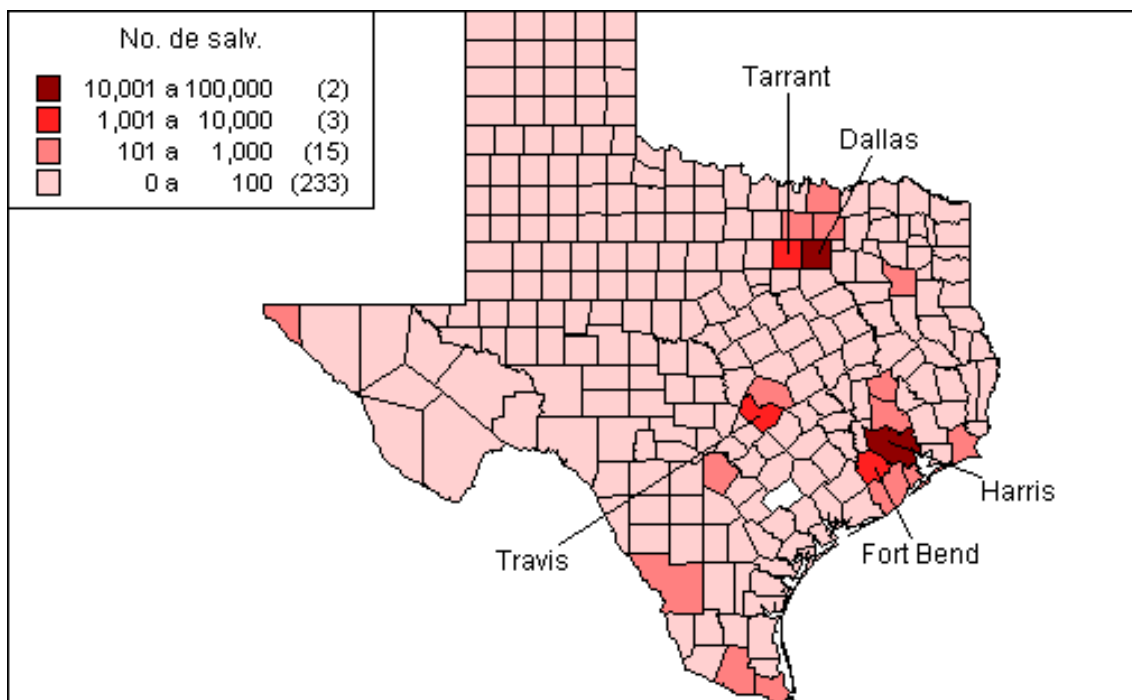 No. de salv.
10,001 a 100,000 (2)
1,001 a 10,000 (3)
101 a 1,000 (15)
0 a 100 (233)
Tarrant
Dallas
Harris
Travis
Fort Bend